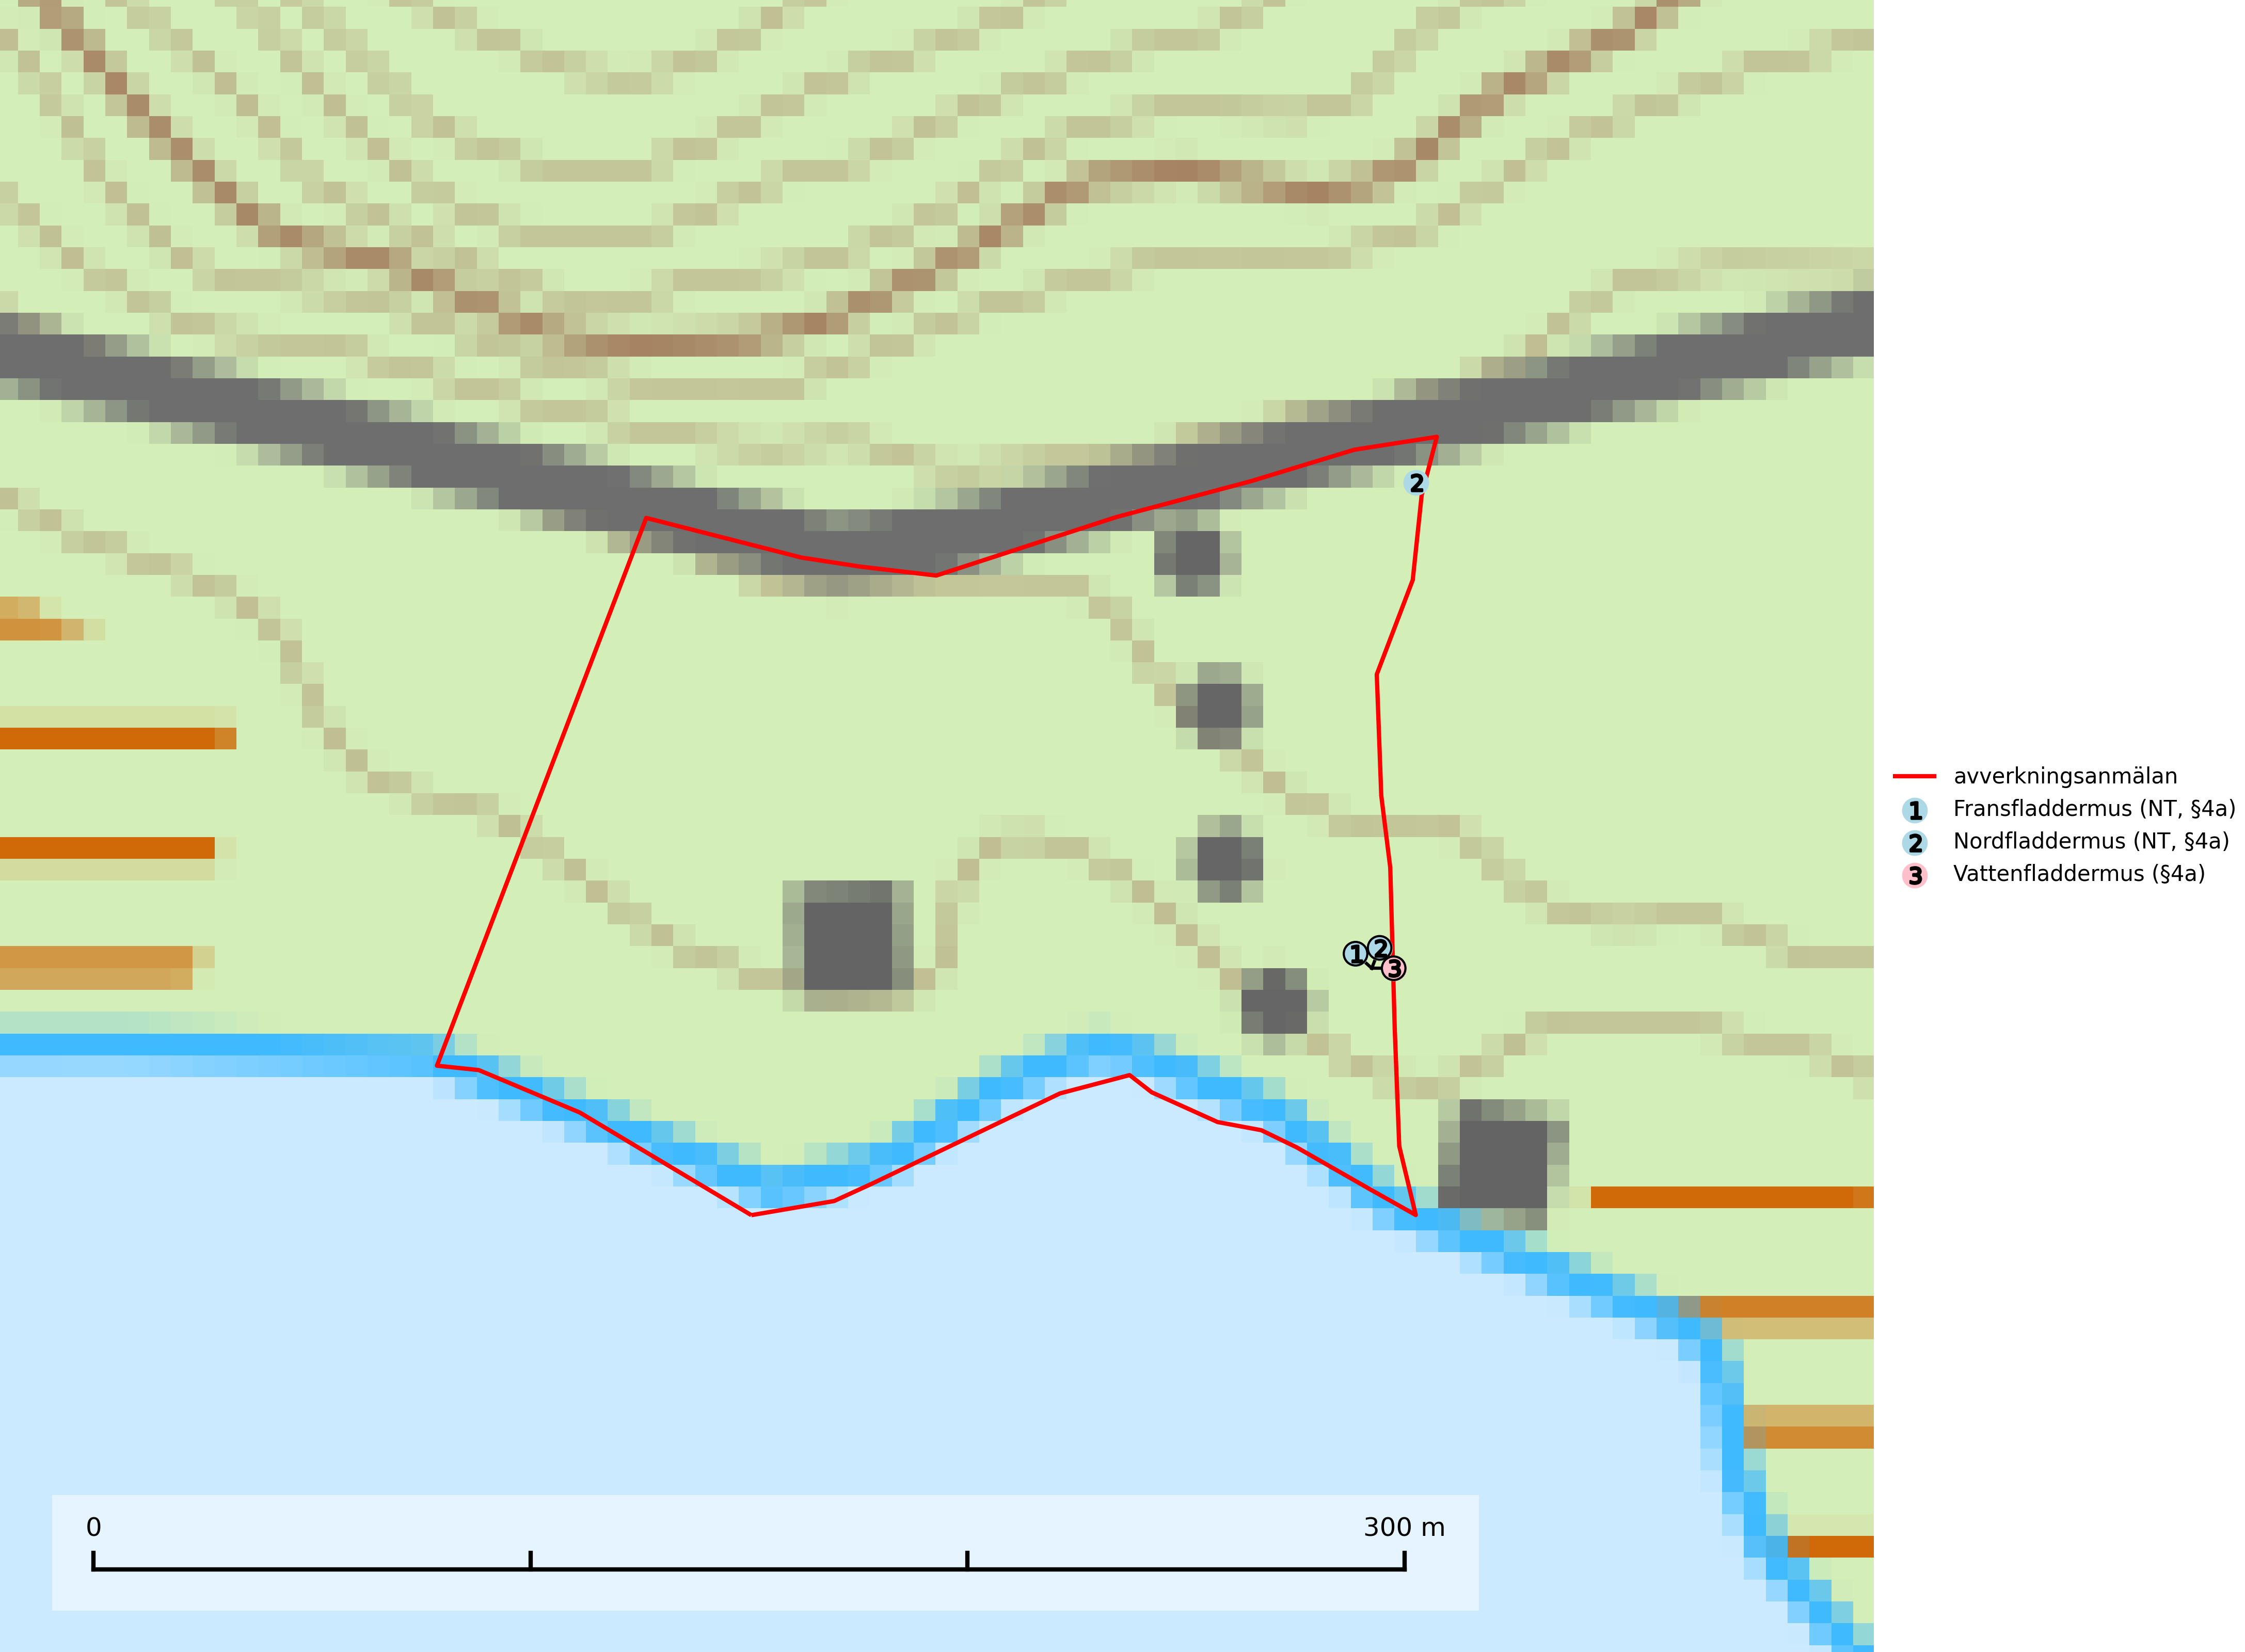 2
avverkningsanmälan
1 Fransfladdermus (NT, §4a)
2 Nordfladdermus (NT, §4a)
3 Vattenfladdermus (§4a)
1 2 3
0 300 m